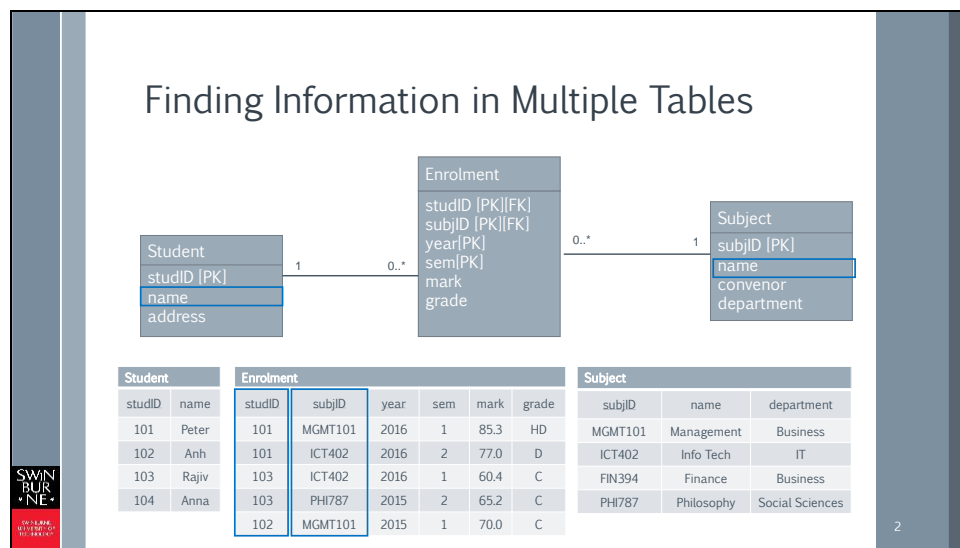 Finding Information in Multiple Tables
Enrolment
studID [PK][FK]
subjID [PK][FK]
year[PK]
sem[PK]
mark
grade
Student
studID [PK]
name
address
1
0..*
0..*
1
Subject
subjID [PK]
name
convenor
department
Student
studID name
101 Peter
102 Anh
103 Rajiv
104 Anna
Enrolment
studID subjID year sem mark grade
101 MGMT101 2016 1 85.3 HD
101 ICT402 2016 2 77.0 D
103 ICT402 2016 1 60.4 C
103 PHI787 2015 2 65.2 C
102 MGMT101 2015 1 70.0 C
Subject
subjID name department
MGMT101 Management Business
ICT402 Info Tech IT
FIN394 Finance Business
PHI787 Philosophy Social Sciences
SWIN
BUR
NE
SWINBURNE
UNIVERSITY OF
TECHNOLOGY
2